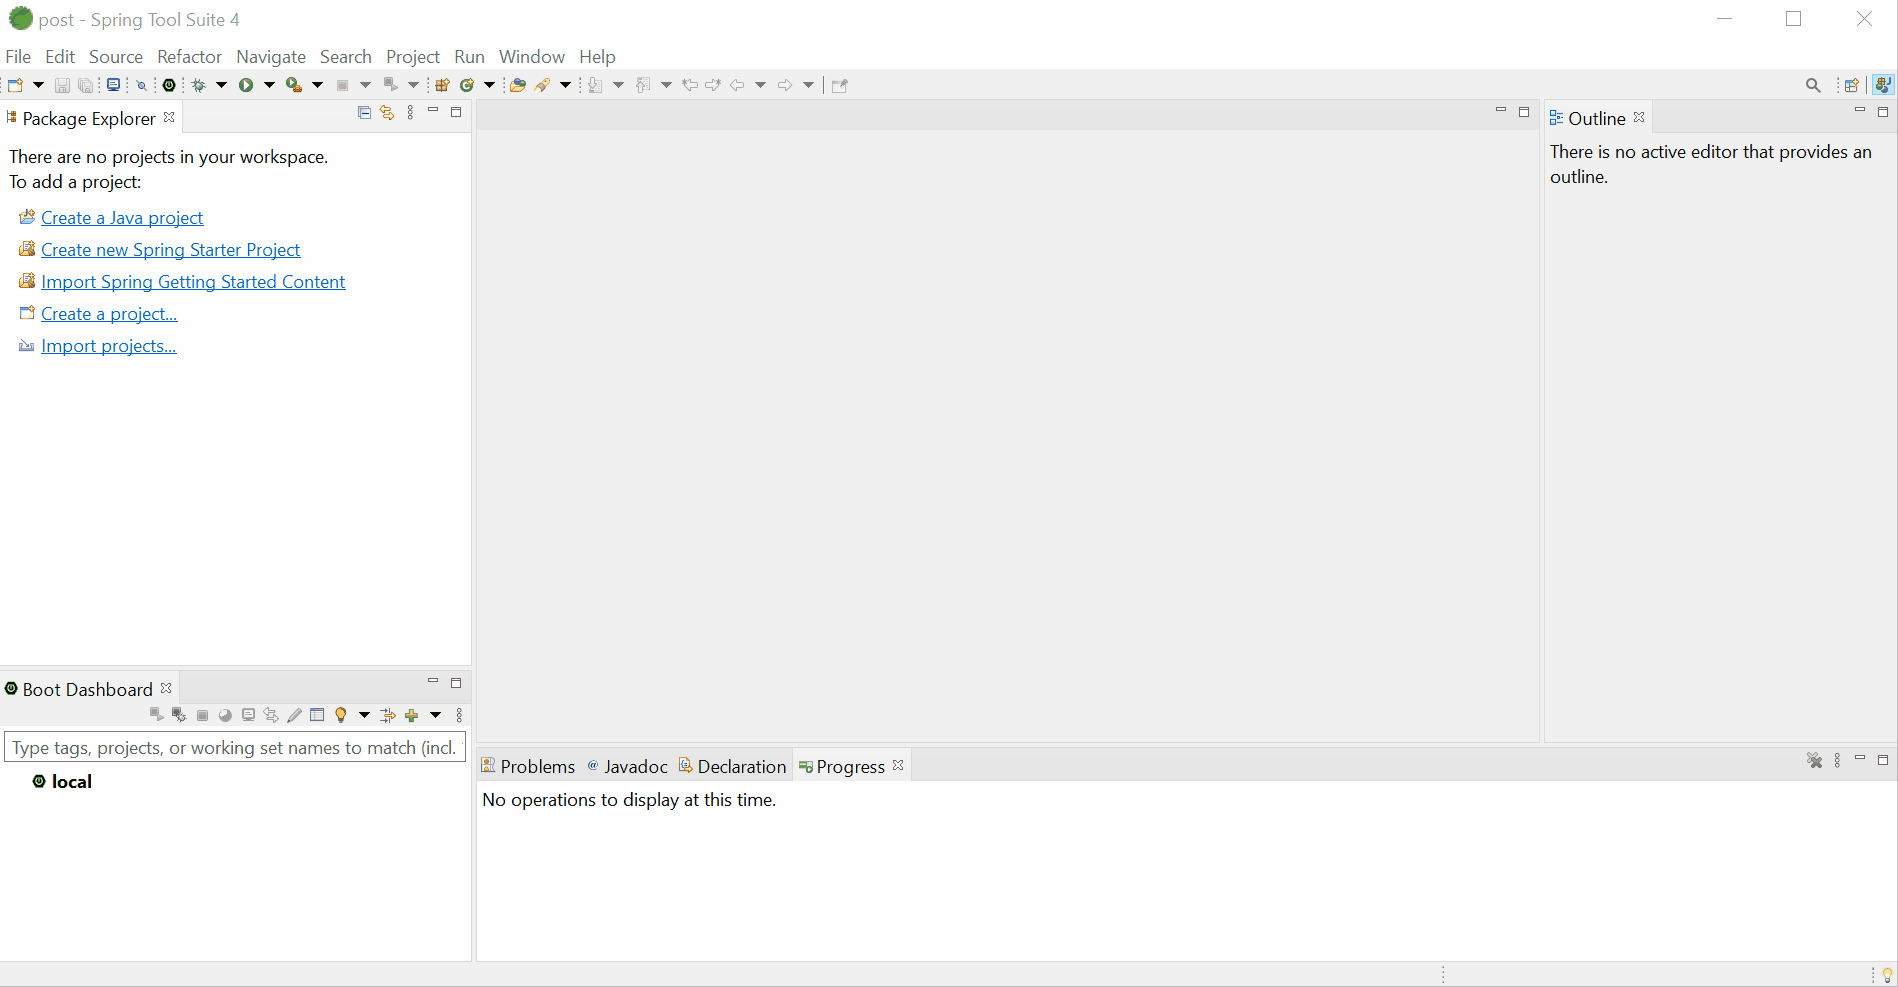 post - Spring Tool Suite 4
File Edit Source Refactor Navigate Search Project Run Window Help
Package Explorer
There are no projects in your workspace.
To add a project:
Create a Java project
Create new Spring Starter Project
Import Spring Getting Started Content
Create a project...
Import projects...
Outline
There is no active editor that provides an
outline.
Boot Dashboard
Type tags, projects, or working set names to match (incl.
local
Problems @ Javadoc Declaration Progress
No operations to display at this time.